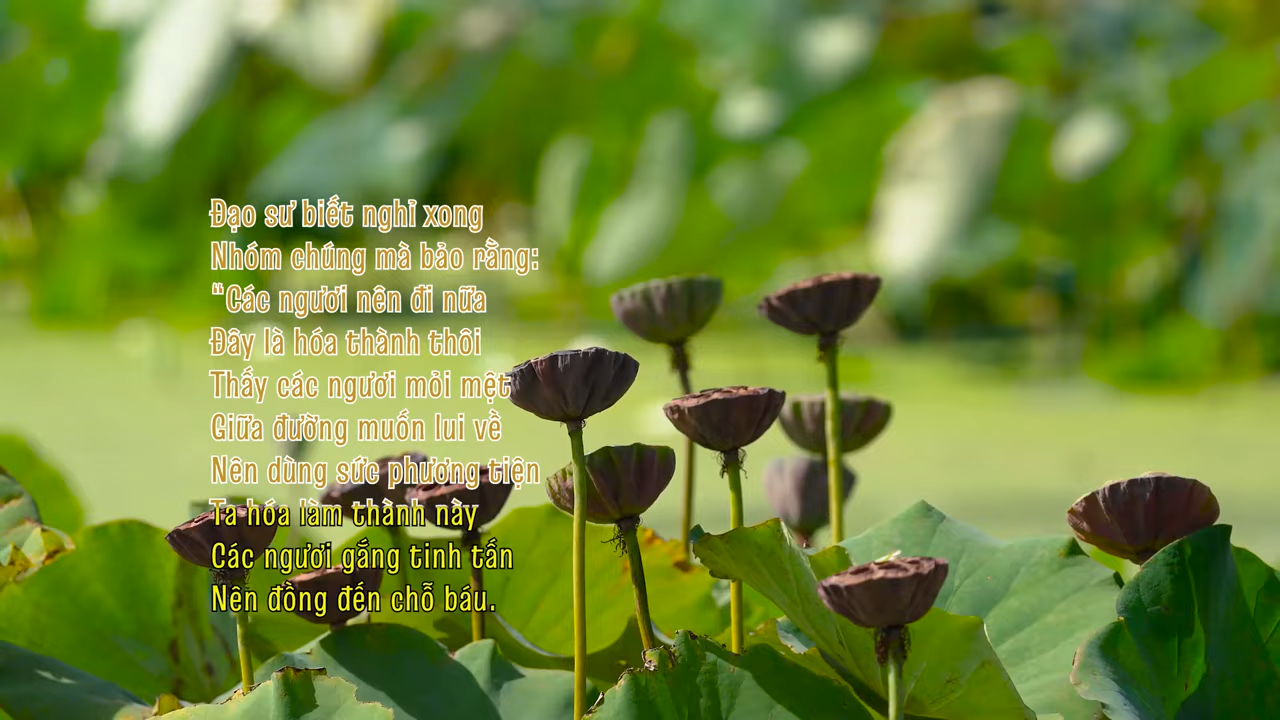 Đạo sư biết nghỉ xong
Nhóm chúng mà bảo rằng:
“Các ngươi nên đi nữa
Đây là hóa thành thôi
Thấy các ngươi mỏi mệt
Giữa đường muốn lui về
Nên dùng sức phương tiện
Ta hóa làm thành này
Các ngươi gắng tinh tấn
Nên đồng đến chỗ báu.